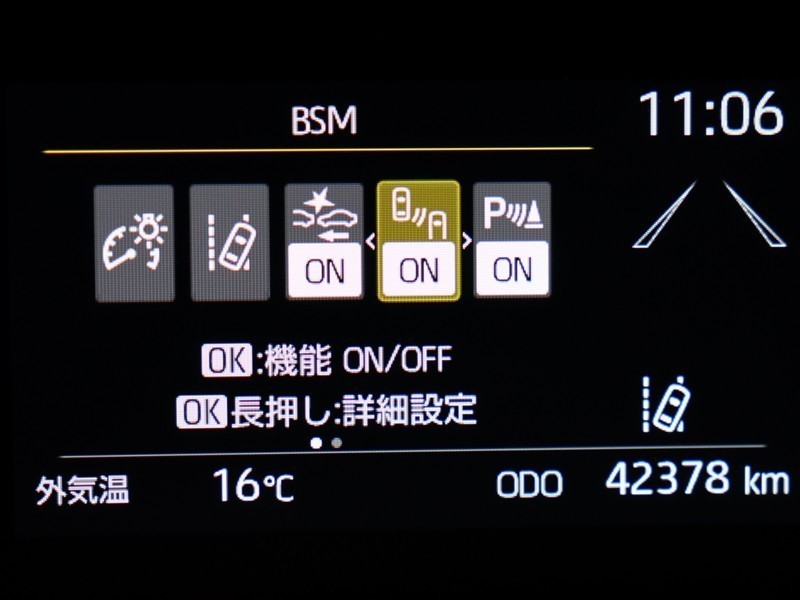 BSM
11:06
ON ON ON
OK:機能 ON/OFF
OK長押し:詳細設定
外気温 16℃ ODO 42378 km